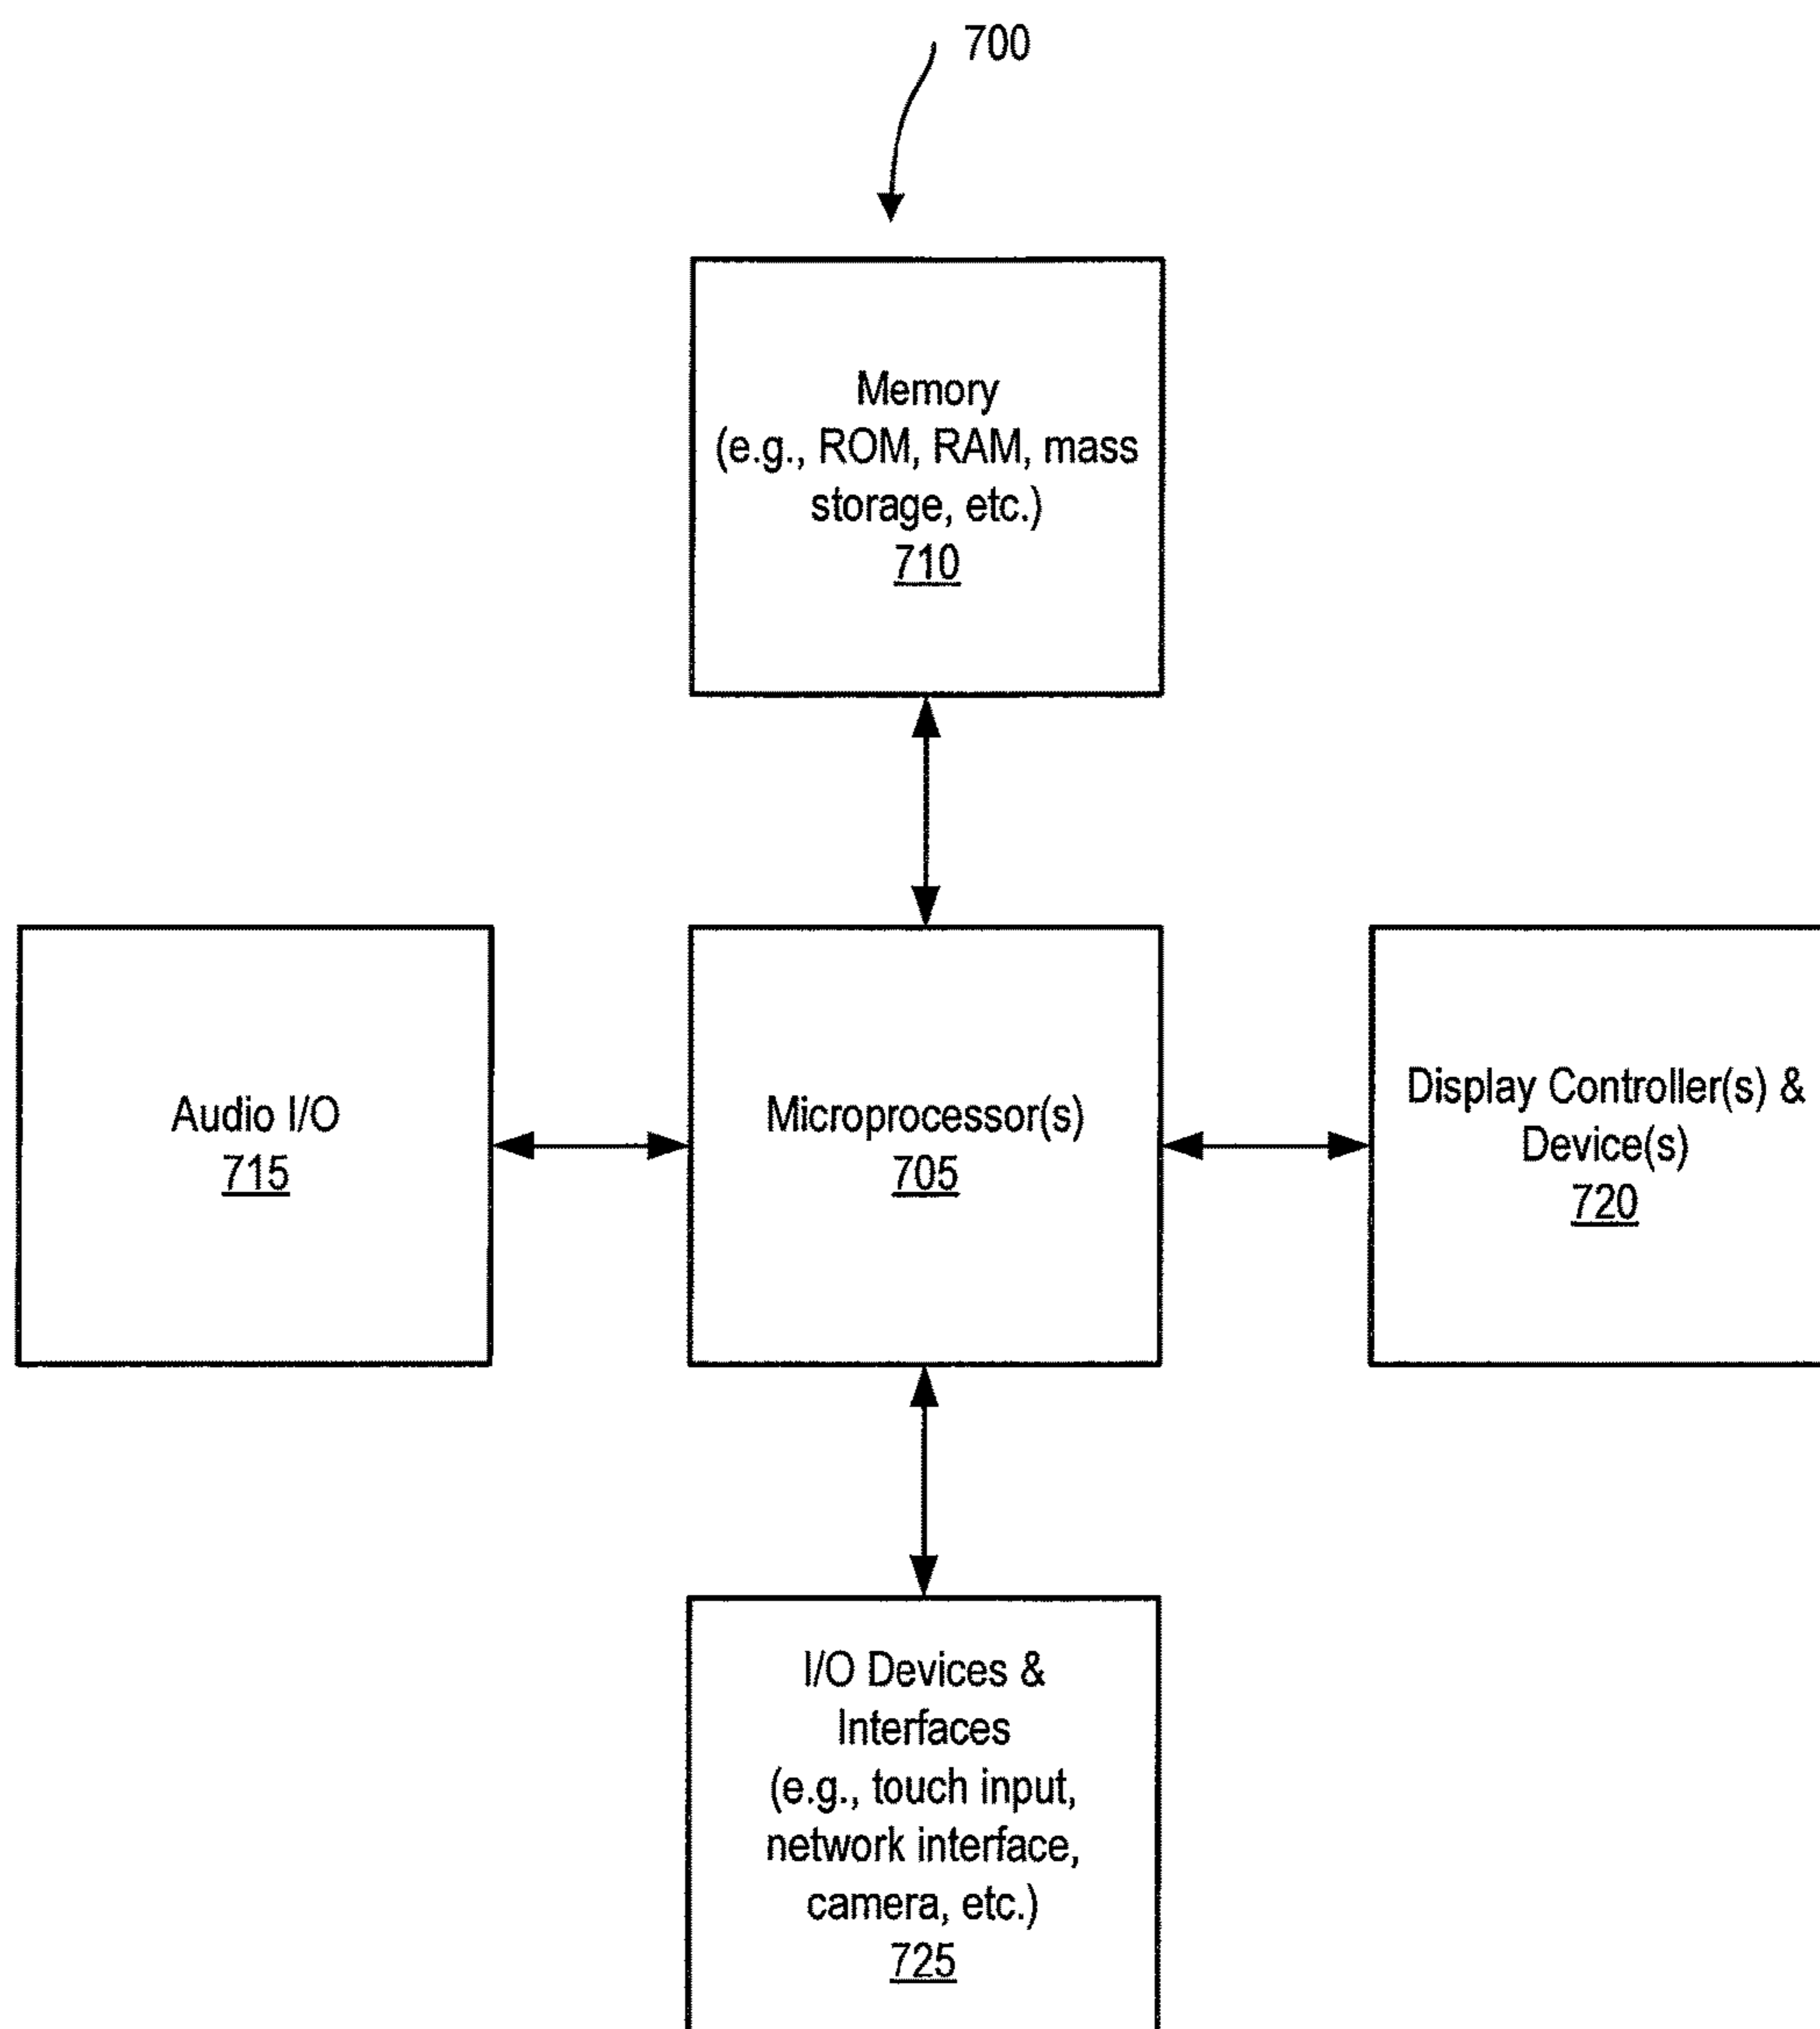 700
Memory
(e.g., ROM, RAM, mass
storage, etc.)
710
Audio I/O
715
Microprocessor(s)
705
Display Controller(s) &
Device(s)
720
I/O Devices &
Interfaces
(e.g., touch input,
network interface,
camera, etc.)
725